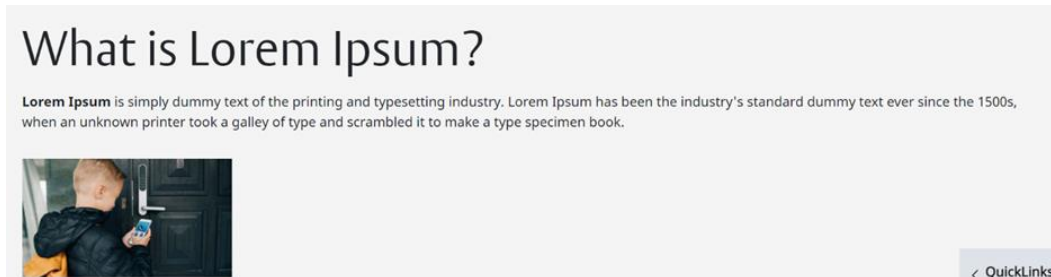 What is Lorem Ipsum?
Lorem Ipsum is simply dummy text of the printing and typesetting industry. Lorem Ipsum has been the industry's standard dummy text ever since the 1500s,
when an unknown printer took a galley of type and scrambled it to make a type specimen book.
QuickLinks